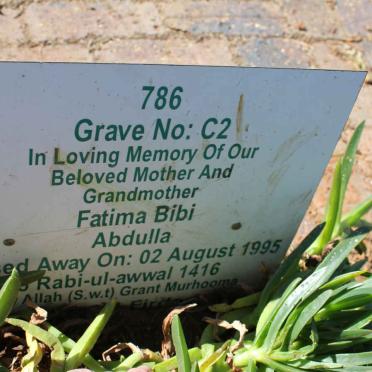 786
Grave No: C2
In Loving Memory Of Our
Beloved Mother And
Grandmother
Fatima Bibi
Abdulla
Away On: 02 August 1995
Rabi-ul-awwal 1416
Allah (S.w.t) Grant Murhooma